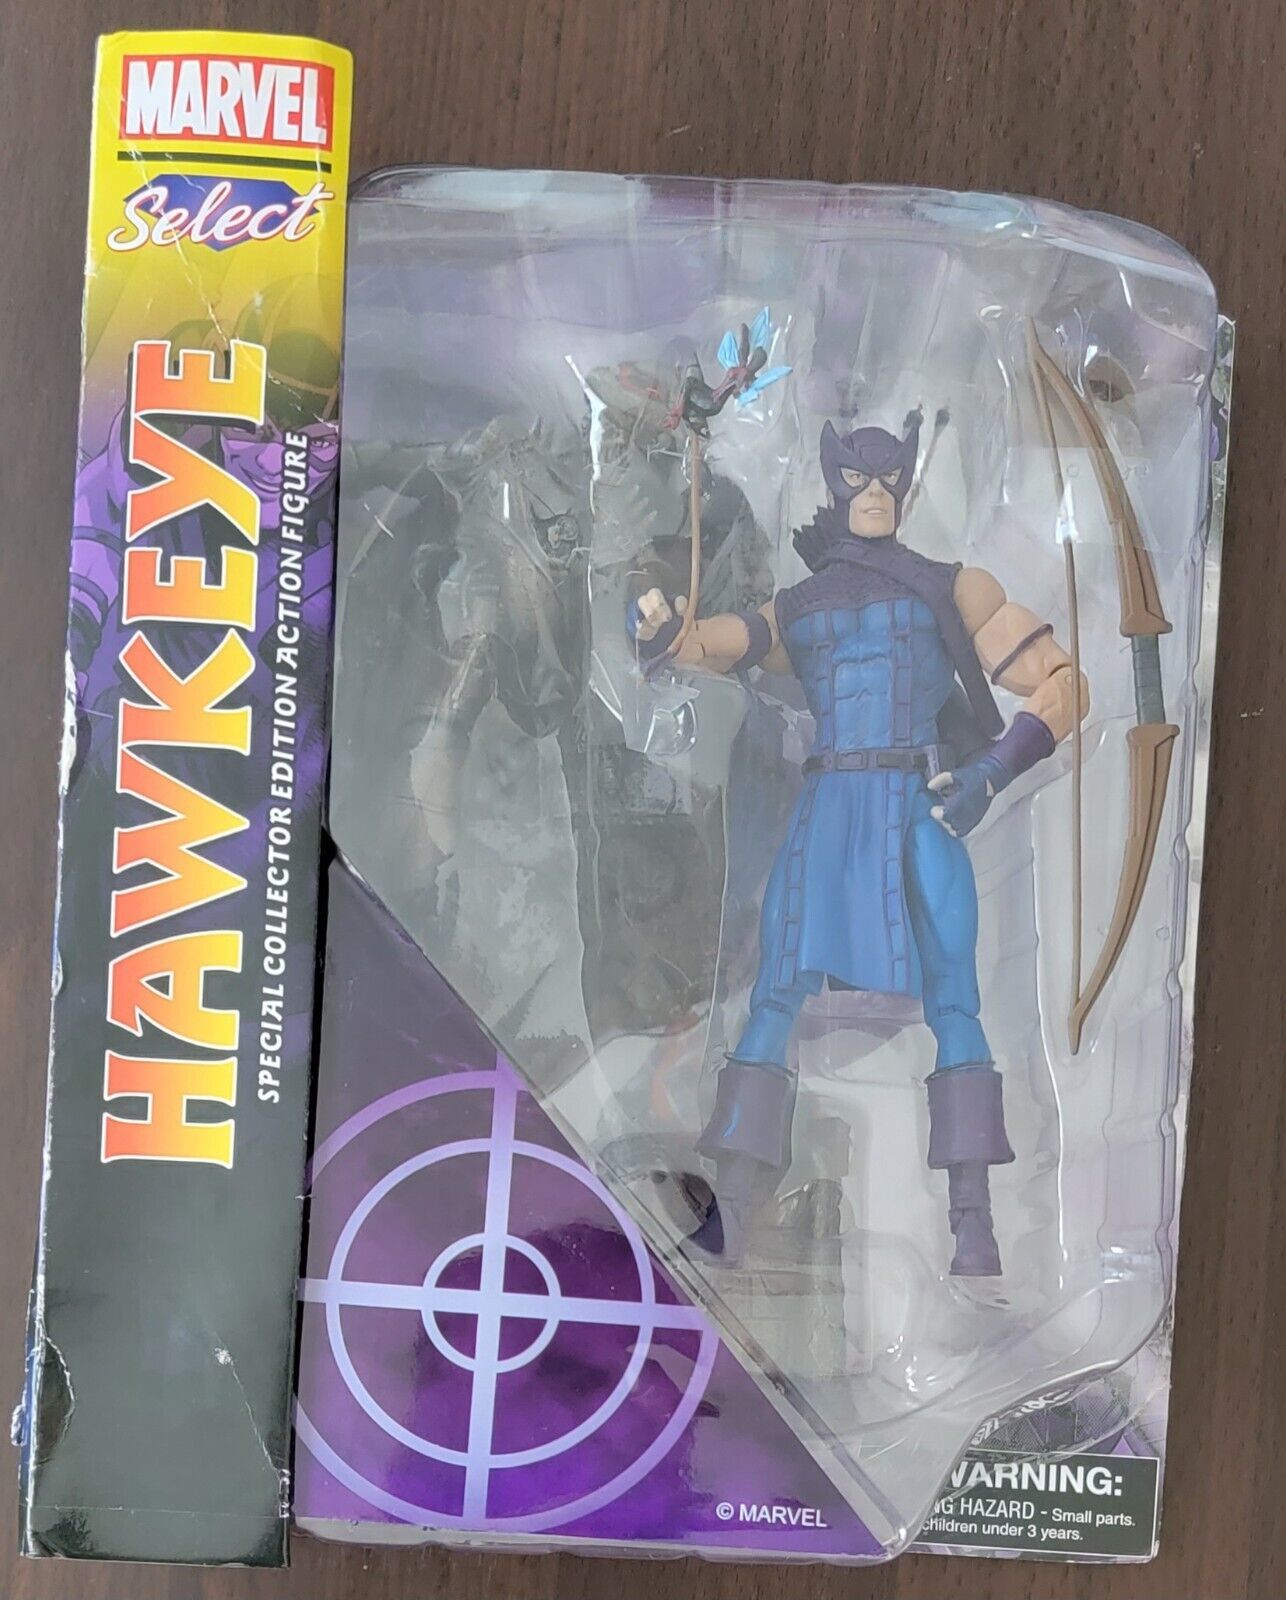 MARVEL
Select
HAWKEYE
SPECIAL COLLECTOR EDITION ACTION FIGURE
© MARVEL
WARNING:
HAZARD - Small parts.
children under 3 years.